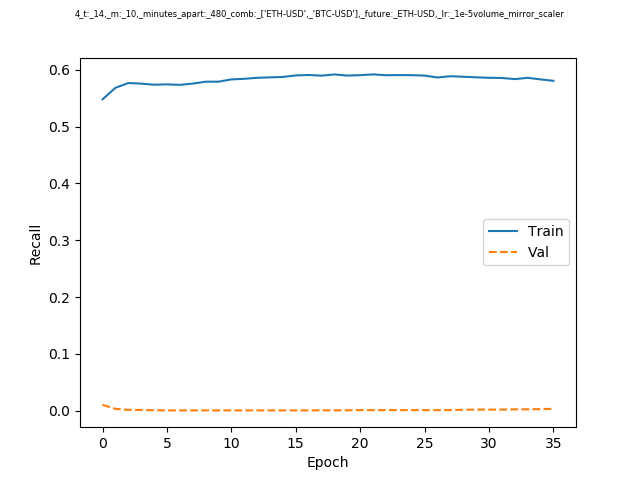 4_t:_14,_m:_10,_minutes_apart:_480_comb:_['ETH-USD',_'BTC-USD'],_future:_ETH-USD,_lr:_1e-5volume_mirror_scaler
0.6
0.5
0.4
0.3
0.2
0.1
0.0
Recall
Train
Val
0 5 10 15 20 25 30 35
Epoch